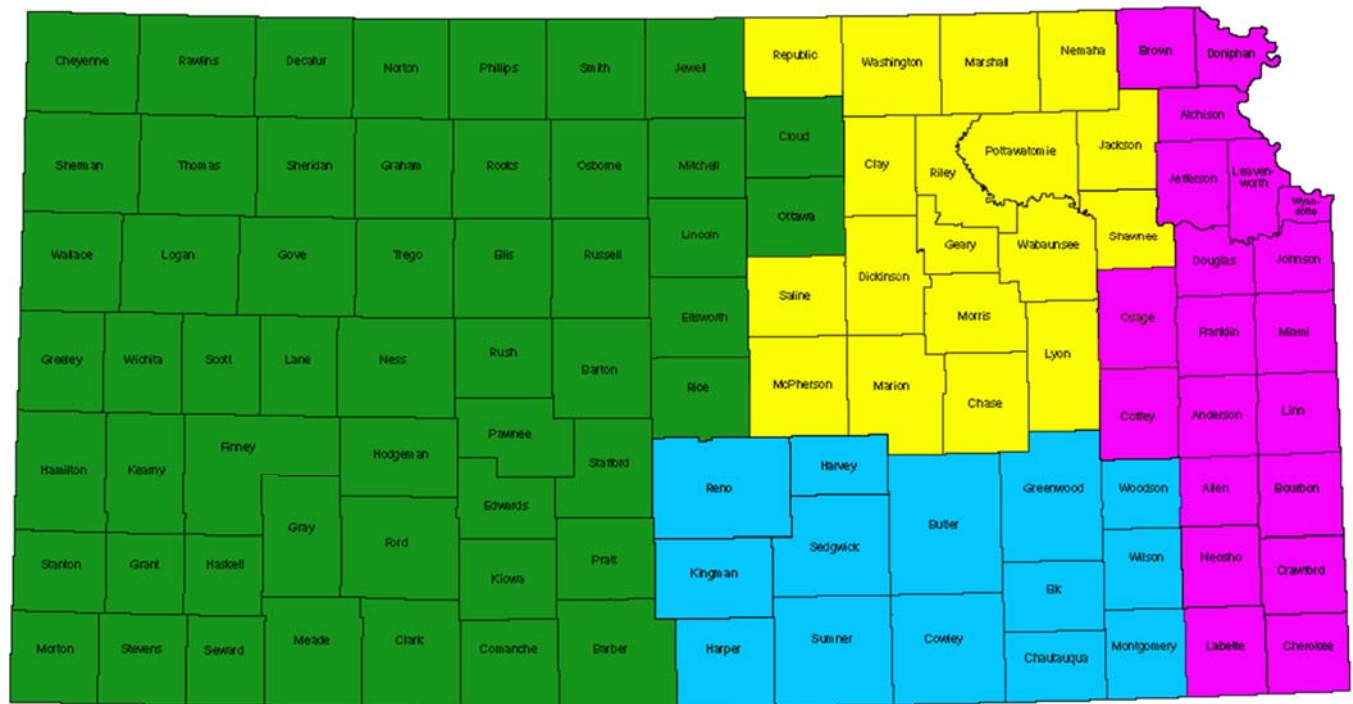 Cheyenne
Rawlins
Decatur
Norton
Phillips
Smith
Jewell
Republic
Washington
Marshall
Nemaha
Brown
Doniphan
Sherman
Thomas
Sheridan
Graham
Rooks
Osborne
Mitchell
Cloud
Clay
Riley
Pottawatomie
Jackson
Atchison
Jefferson
Leaven-
worth
Wyan-
dotte
Wallace
Logan
Gove
Trego
Ellis
Russell
Lincoln
Ottawa
Dickinson
Geary
Wabaunsee
Shawnee
Douglas
Johnson
Greeley
Wichita
Scott
Lane
Ness
Rush
Barton
Ellsworth
Saline
Morris
Lyon
Osage
Franklin
Miami
Rice
McPherson
Marion
Chase
Coffey
Anderson
Linn
Hamilton
Kearny
Finney
Hodgeman
Pawnee
Stafford
Reno
Harvey
Greenwood
Woodson
Allen
Bourbon
Gray
Ford
Edwards
Sedgwick
Butler
Stanton
Grant
Haskell
Kiowa
Pratt
Kingman
Elk
Wilson
Neosho
Crawford
Morton
Stevens
Seward
Meade
Clark
Comanche
Barber
Harper
Sumner
Cowley
Chautauqua
Montgomery
Labette
Cherokee